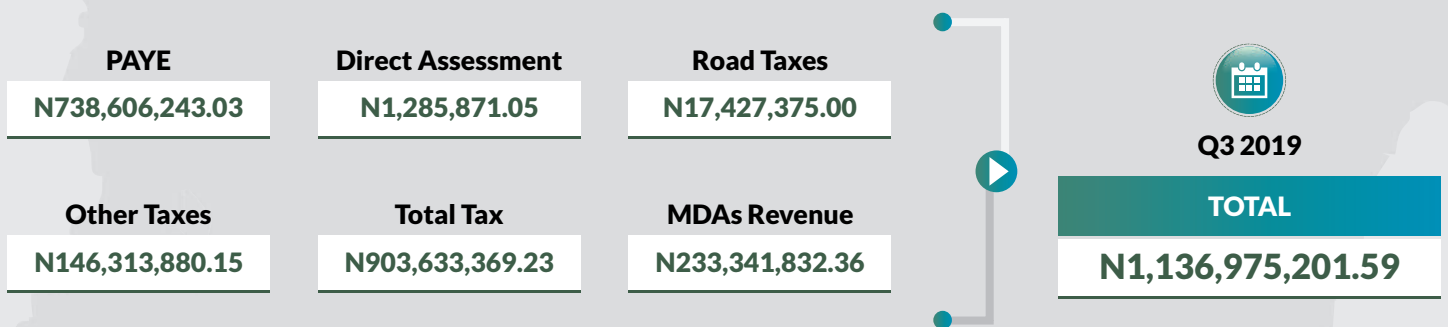 PAYE
N738,606,243.03
Direct Assessment
N1,285,871.05
Road Taxes
N17,427,375.00
Other Taxes
N146,313,880.15
Total Tax
N903,633,369.23
MDAs Revenue
N233,341,832.36
Q3 2019
TOTAL
N1,136,975,201.59